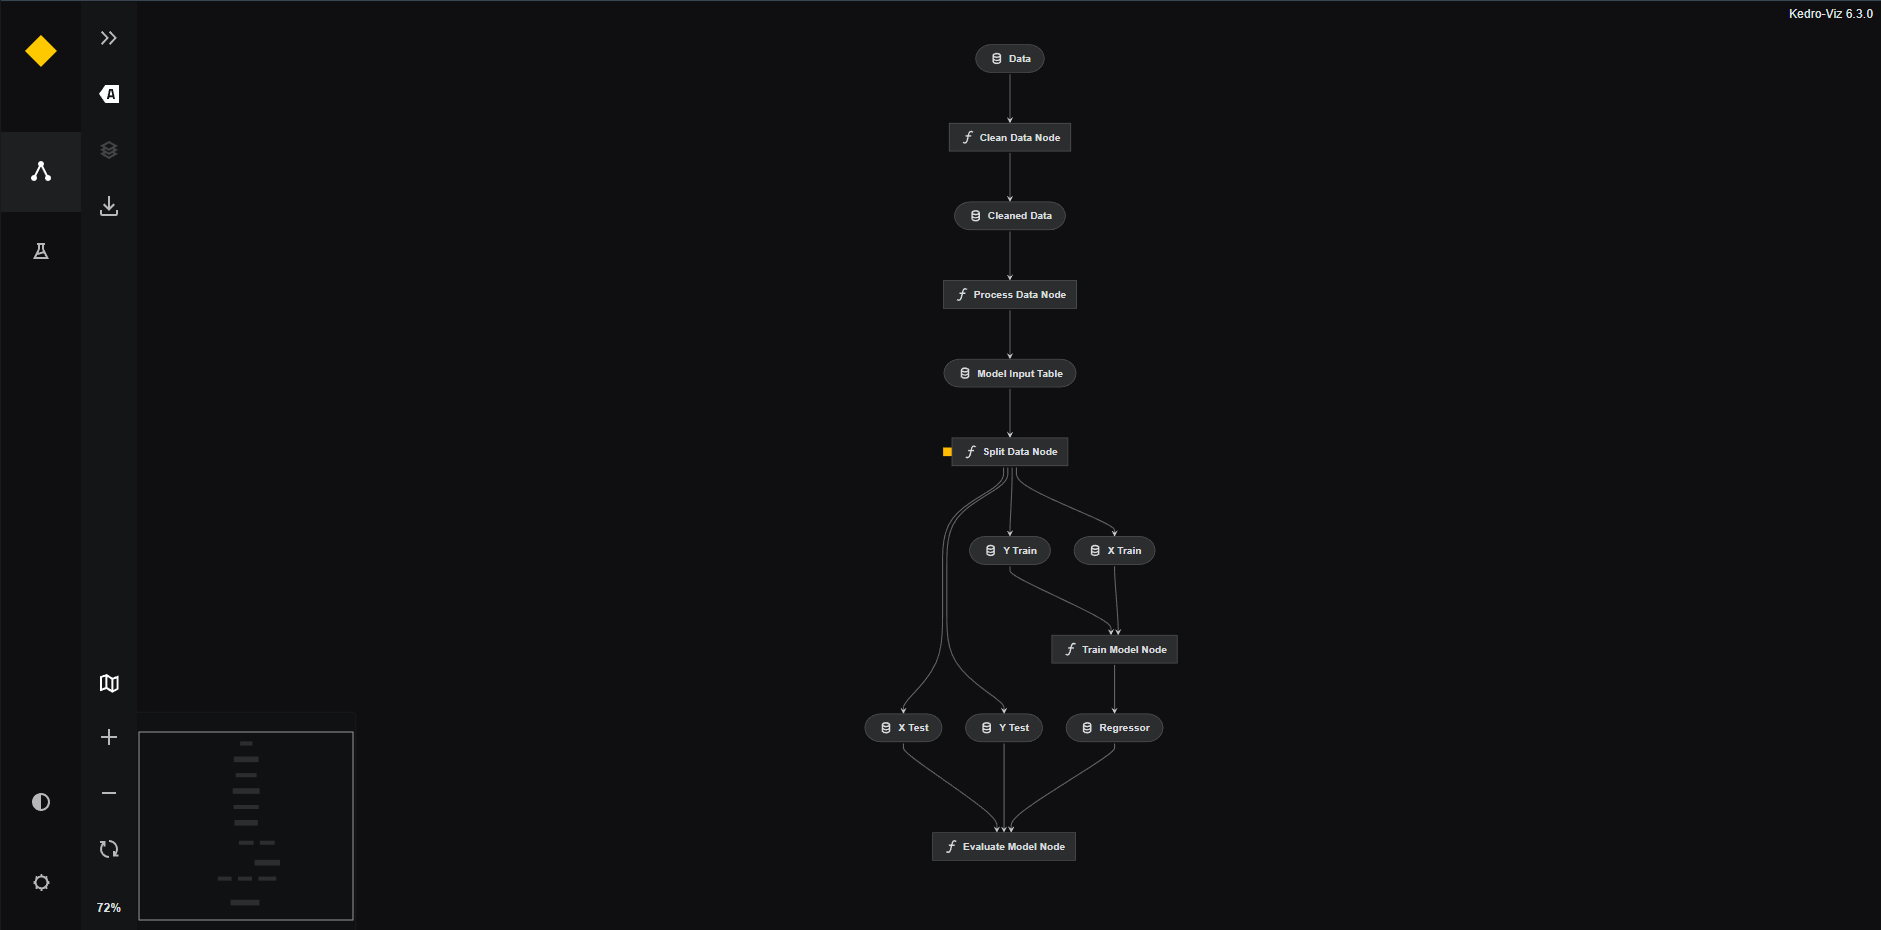 Kedro-Viz 6.3.0
Data
A
Clean Data Node
Cleaned Data
Process Data Node
Model Input Table
Split Data Node
Y Train
X Train
Train Model Node
X Test
Y Test
Regressor
Evaluate Model Node
72%